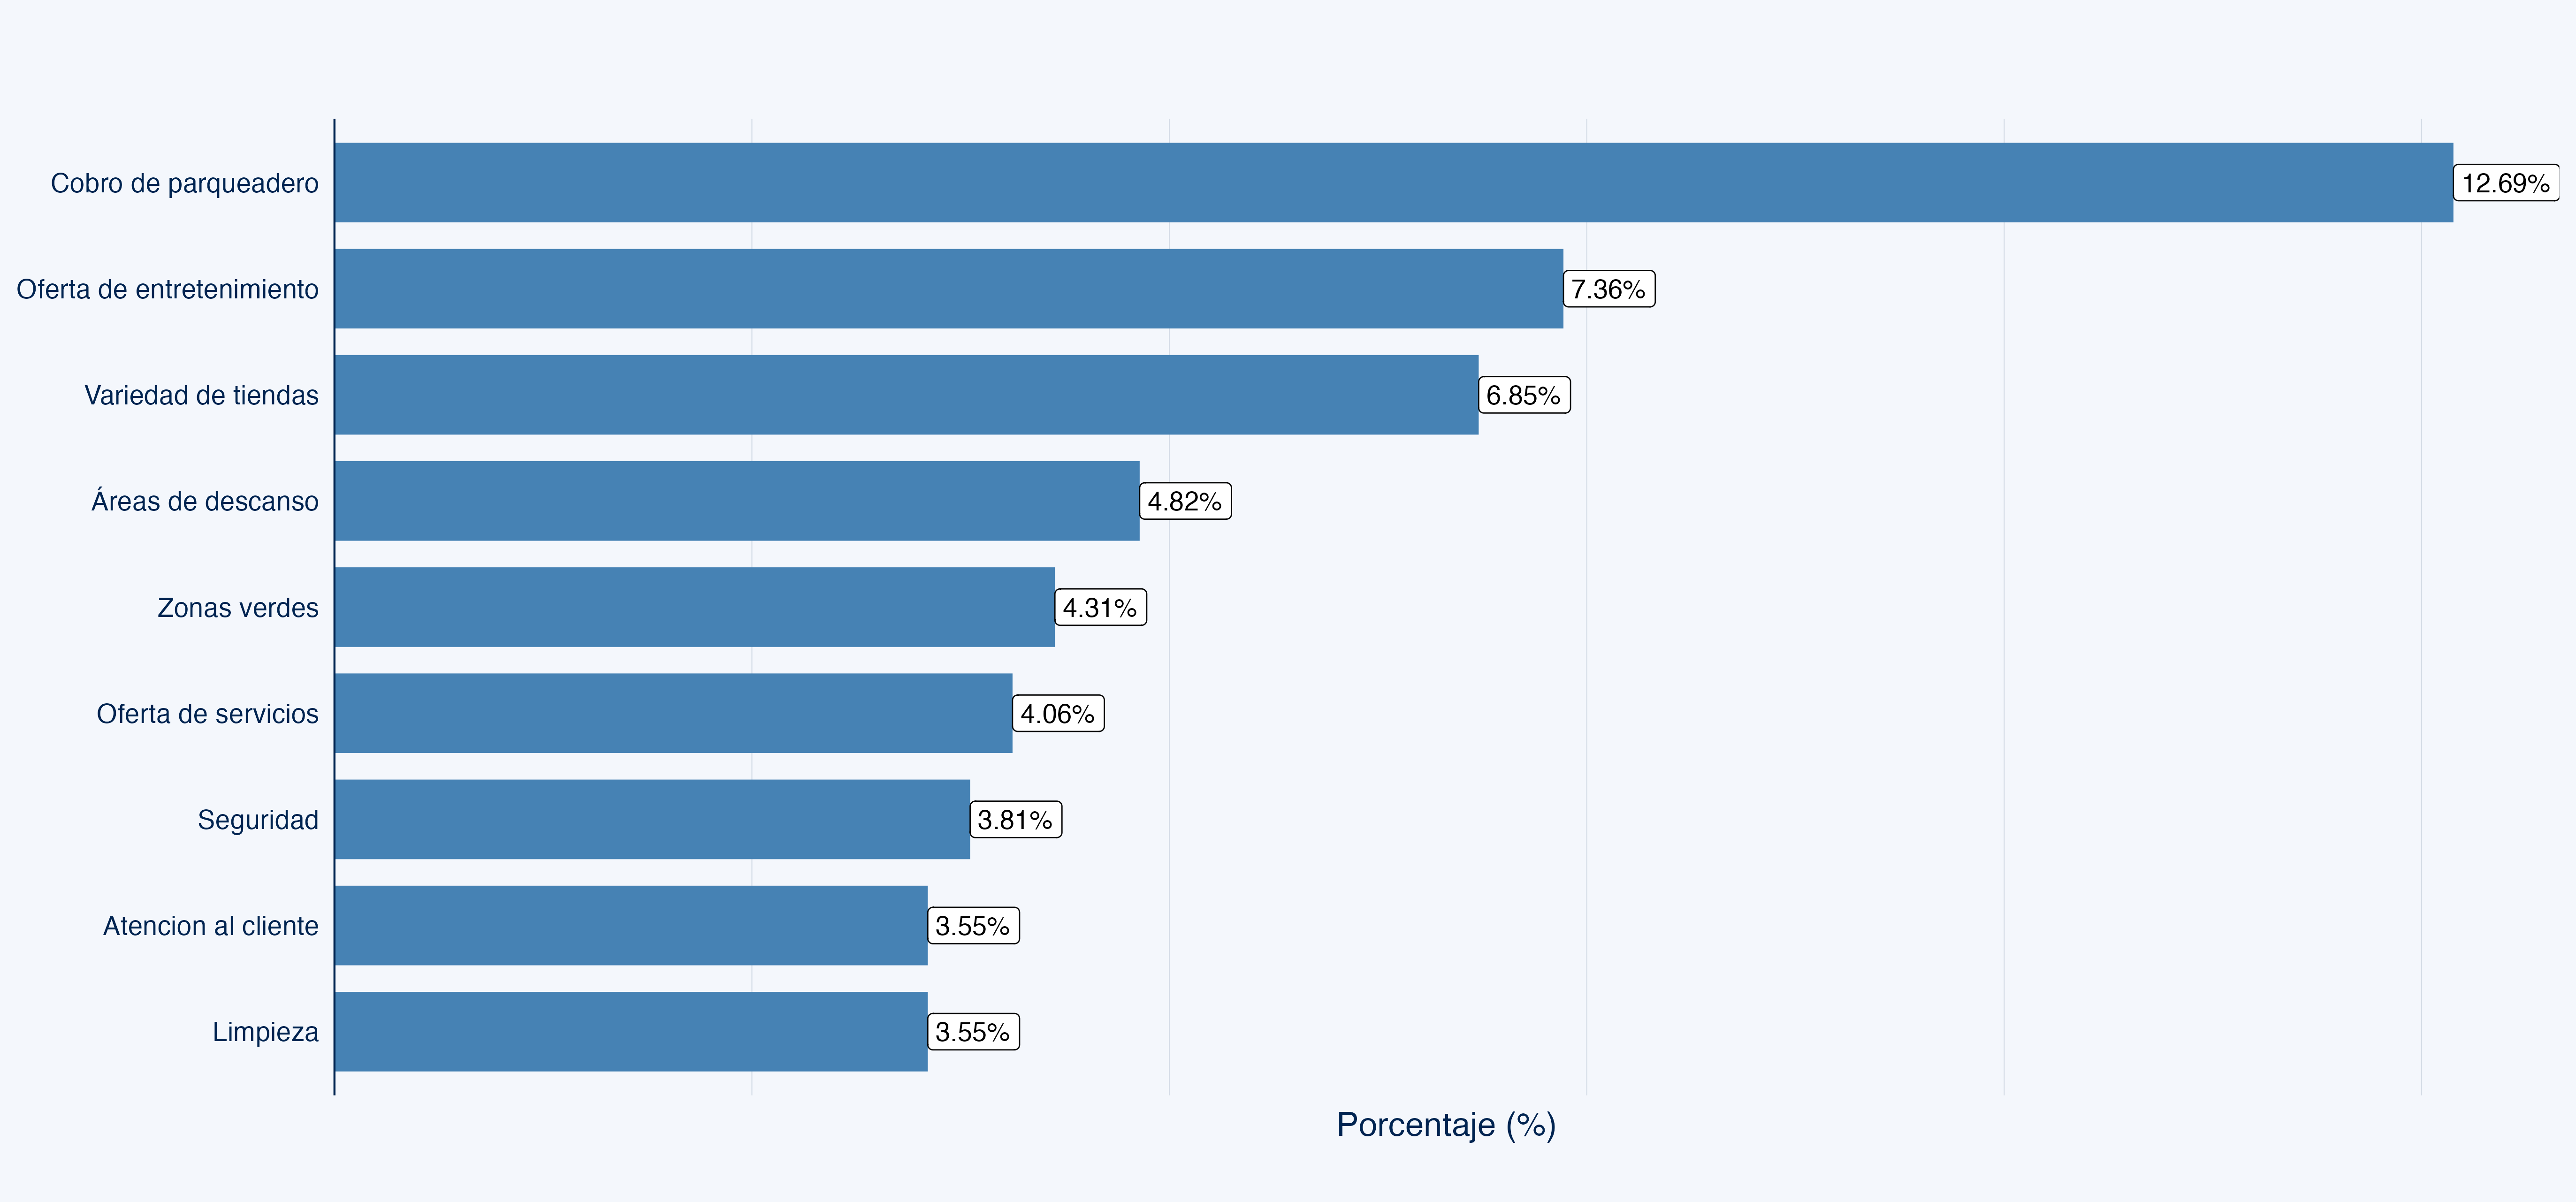 Cobro de parqueadero 12.69%
Oferta de entretenimiento 7.36%
Variedad de tiendas 6.85%
Áreas de descanso 4.82%
Zonas verdes 4.31%
Oferta de servicios 4.06%
Seguridad 3.81%
Atencion al cliente 3.55%
Limpieza 3.55%
Porcentaje (%)